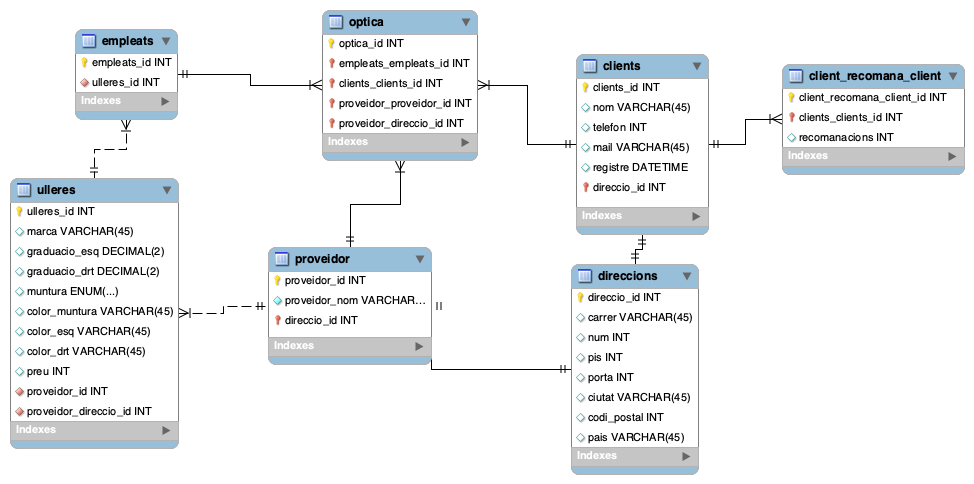 empleats
empleats_id INT
ulleres_id INT
Indexes
optica
optica_id INT
empleats_empleats_id INT
clients_clients_id INT
proveidor_proveidor_id INT
proveidor_direccio_id INT
Indexes
clients
clients_id INT
nom VARCHAR(45)
telefon INT
mail VARCHAR(45)
registre DATETIME
direccio_id INT
Indexes
client_recomana_client
client_recomana_client_id INT
clients_clients_id INT
recomanacions INT
Indexes
ulleres
ulleres_id INT
marca VARCHAR(45)
graduacio_esq DECIMAL(2)
graduacio_drt DECIMAL(2)
muntura ENUM(...)
color_muntura VARCHAR(45)
color_esq VARCHAR(45)
color_drt VARCHAR(45)
preu INT
proveidor_id INT
proveidor_direccio_id INT
Indexes
proveidor
proveidor_id INT
proveidor_nom VARCHAR...
direccio_id INT
Indexes
direccions
direccio_id INT
carrer VARCHAR(45)
num INT
pis INT
porta INT
ciutat VARCHAR(45)
codi_postal INT
pais VARCHAR(45)
Indexes